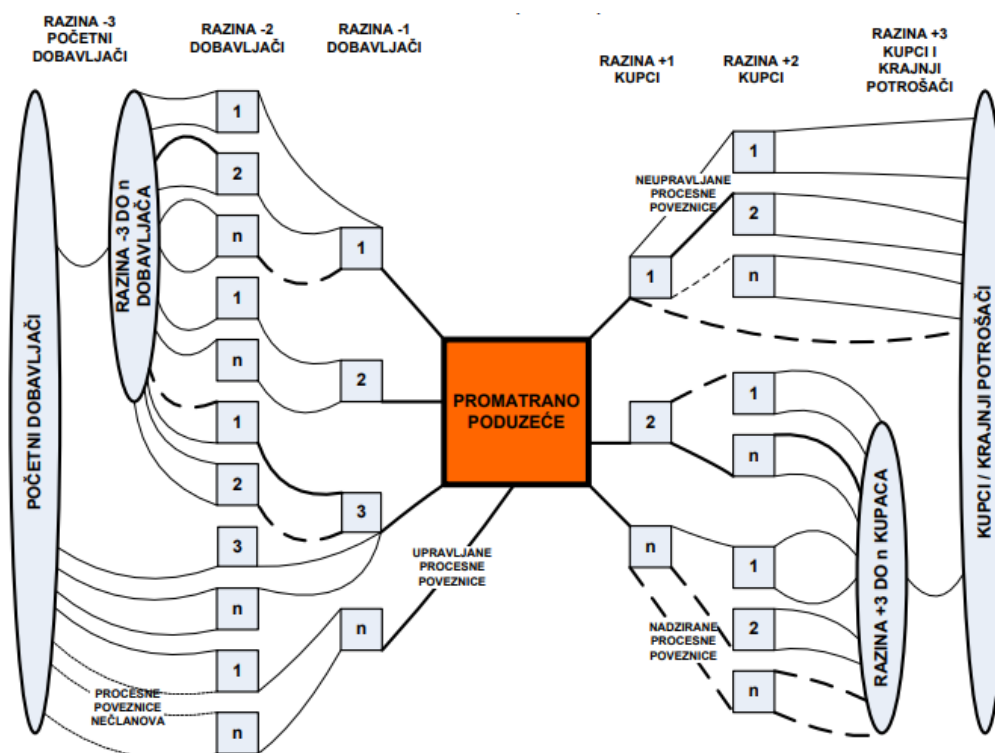 RAZINA -3
POČETNI
DOBAVLJAČI
RAZINA -2
DOBAVLJAČI
RAZINA -1
DOBAVLJAČI
RAZINA +1
KUPCI
RAZINA +2
KUPCI
RAZINA +3
KUPCI I
KRAJNJI
POTROŠAČI
POČETNI DOBAVLJAČI
RAZINA -3 DO n
DOBAVLJAČA
1
2
n
1
n
1
2
3
n
1
n
1
2
3
n
PROMATRANO
PODUZEĆE
UPRAVLJANE
PROCESNE
POVEZNICE
PROCESNE
POVEZNICE
NEČLANOVA
NEUPRAVLJANE
PROCESNE
POVEZNICE
NADZIRANE
PROCESNE
POVEZNICE
1
2
n
1
2
n
1
n
1
2
n
RAZINA +3 DO n KUPACA
KUPCI / KRAJNJI POTROŠAČI